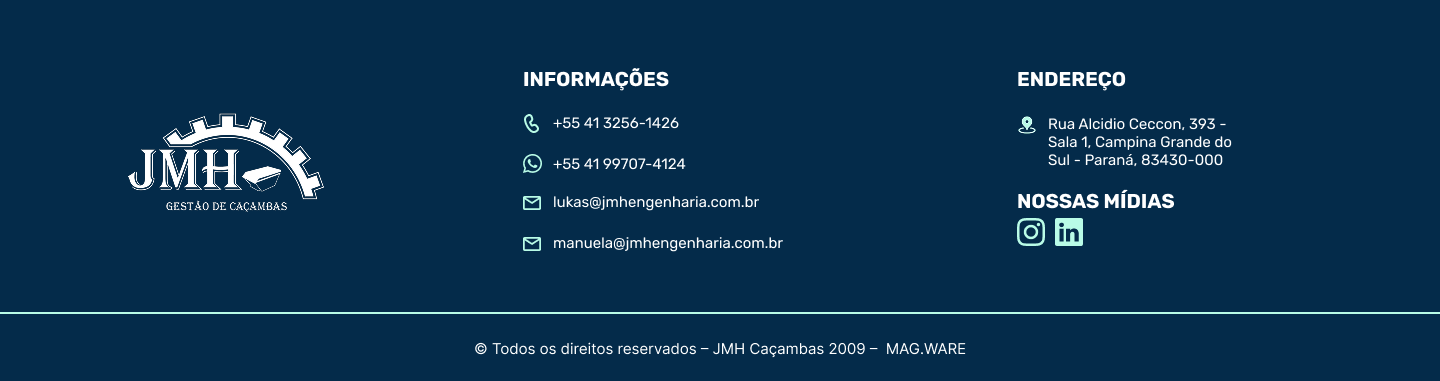 JMH
GESTÃO DE CAÇAMBAS
INFORMAÇÕES
+55 41 3256-1426
+55 41 99707-4124
lukas@jmhengenharia.com.br
manuela@jmhengenharia.com.br
ENDEREÇO
Rua Alcidio Ceccon, 393 -
Sala 1, Campina Grande do
Sul - Paraná, 83430-000
NOSSAS MÍDIAS
in
© Todos os direitos reservados – JMH Caçambas 2009 – MAG.WARE